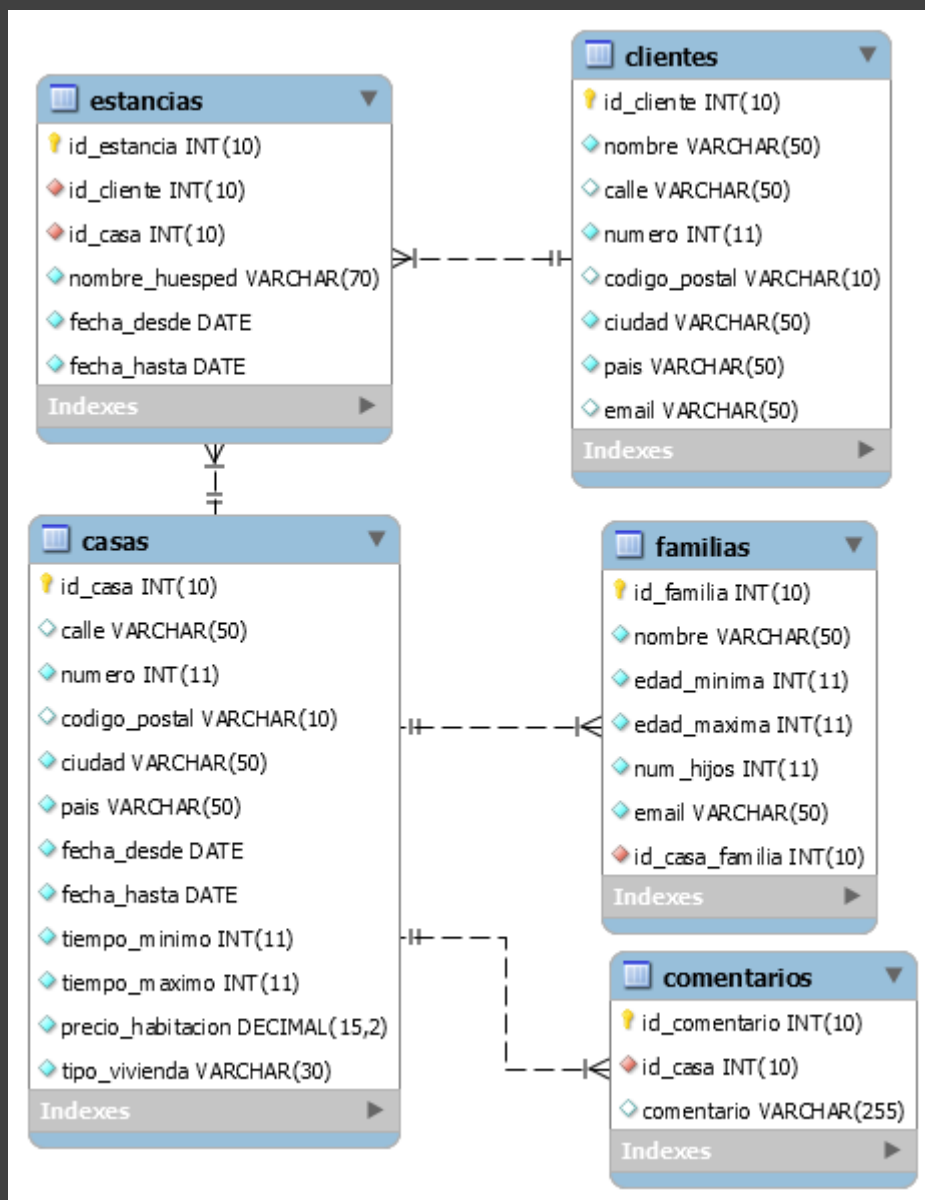 estancias
id_estancia INT(10)
id_cliente INT(10)
id_casa INT(10)
nombre_huesped VARCHAR(70)
fecha_desde DATE
fecha_hasta DATE
Indexes
clientes
id_cliente INT(10)
nombre VARCHAR(50)
calle VARCHAR(50)
numero INT(11)
codigo_postal VARCHAR(10)
ciudad VARCHAR(50)
pais VARCHAR(50)
email VARCHAR(50)
Indexes
casas
id_casa INT(10)
calle VARCHAR(50)
numero INT(11)
codigo_postal VARCHAR(10)
ciudad VARCHAR(50)
pais VARCHAR(50)
fecha_desde DATE
fecha_hasta DATE
tiempo_minimo INT(11)
tiempo_maximo INT(11)
precio_habitacion DECIMAL(15,2)
tipo_vivienda VARCHAR(30)
Indexes
familias
id_familia INT(10)
nombre VARCHAR(50)
edad_minima INT(11)
edad_maxima INT(11)
num_hijos INT(11)
email VARCHAR(50)
id_casa_familia INT(10)
Indexes
comentarios
id_comentario INT(10)
id_casa INT(10)
comentario VARCHAR(255)
Indexes